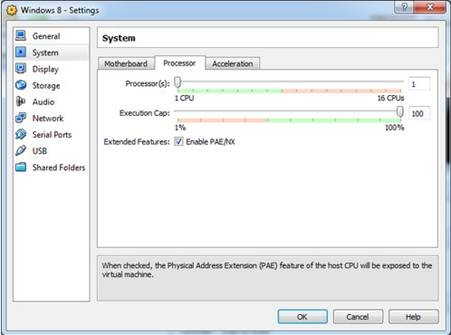 Windows 8 - Settings
General
System
Display
Storage
Audio
Network
Serial Ports
USB
Shared Folders
System
Motherboard Processor Acceleration
Processor(s): 1
1 CPU 16 CPUs
Execution Cap: 100
1% 100%
Extended Features: Enable PAE/NX
When checked, the Physical Address Extension (PAE) feature of the host CPU will be exposed to the
virtual machine.
OK Cancel Help